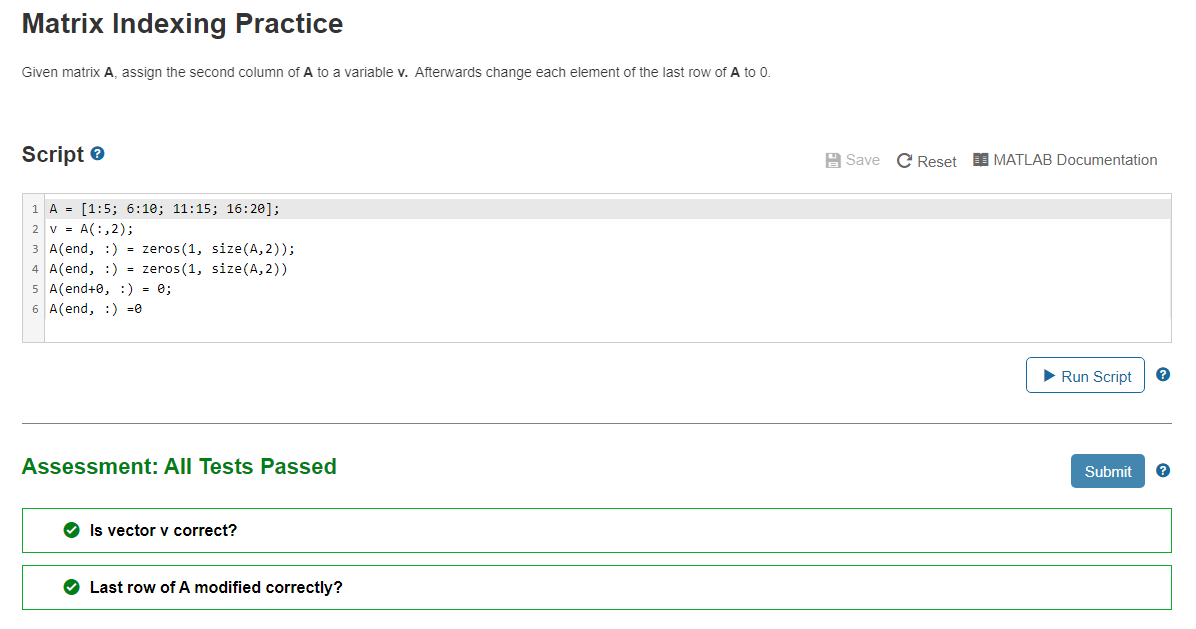 Matrix Indexing Practice
Given matrix A, assign the second column of A to a variable v. Afterwards change each element of the last row of A to 0.
Script ?
Save Reset MATLAB Documentation
1 A = [1:5; 6:10; 11:15; 16:20];
2 v = A(:,2);
3 A(end, :) = zeros(1, size(A,2));
4 A(end, :) = zeros(1, size(A,2))
5 A(end+0, :) = 0;
6 A(end, :) =0
Run Script ?
Assessment: All Tests Passed
Submit ?
Is vector v correct?
Last row of A modified correctly?